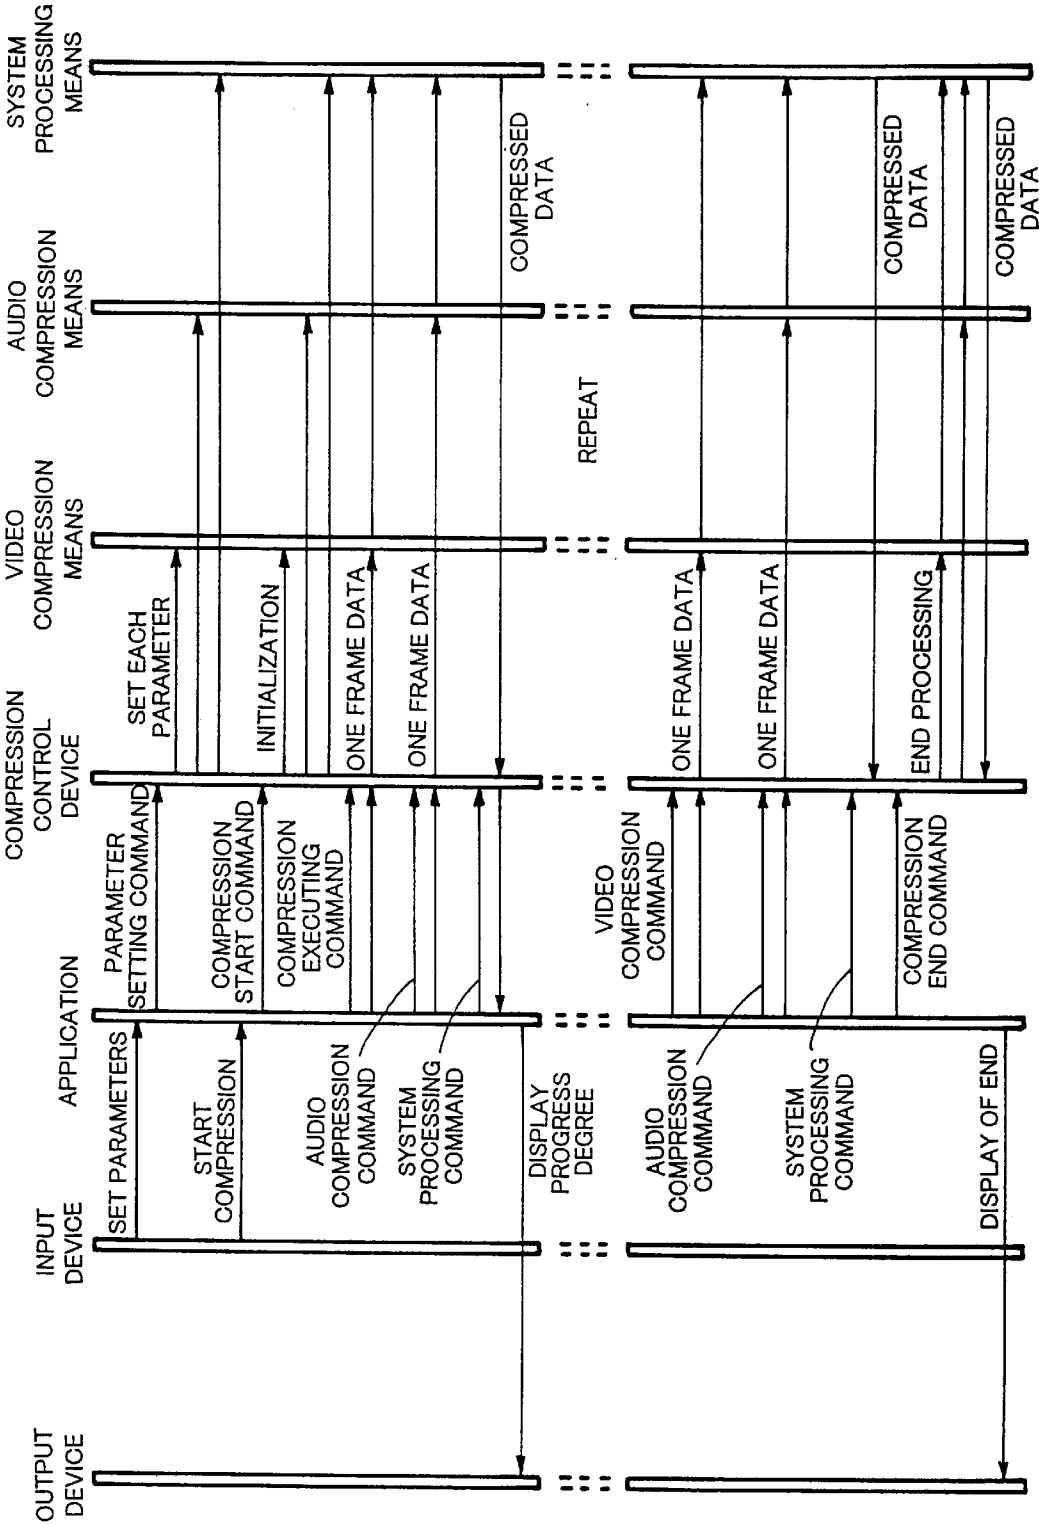 OUTPUT
DEVICE
INPUT
DEVICE
APPLICATION
COMPRESSION
CONTROL
DEVICE
VIDEO
COMPRESSION
MEANS
AUDIO
COMPRESSION
MEANS
SYSTEM
PROCESSING
MEANS
SET PARAMETERS
PARAMETER
SETTING COMMAND
SET EACH
PARAMETER
START
COMPRESSION
COMPRESSION
START COMMAND
INITIALIZATION
COMPRESSION
EXECUTING
COMMAND
ONE FRAME DATA
AUDIO
COMPRESSION
COMMAND
ONE FRAME DATA
SYSTEM
PROCESSING
COMMAND
COMPRESSED
DATA
DISPLAY
PROGRESS
DEGREE
REPEAT
VIDEO
COMPRESSION
COMMAND
ONE FRAME DATA
AUDIO
COMPRESSION
COMMAND
ONE FRAME DATA
SYSTEM
PROCESSING
COMMAND
COMPRESSED
DATA
COMPRESSION
END COMMAND
END PROCESSING
COMPRESSED
DATA
DISPLAY OF END